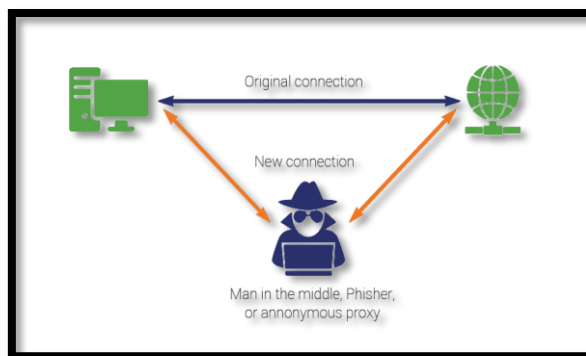 Original connection
New connection
Man in the middle, Phisher,
or annonymous proxy